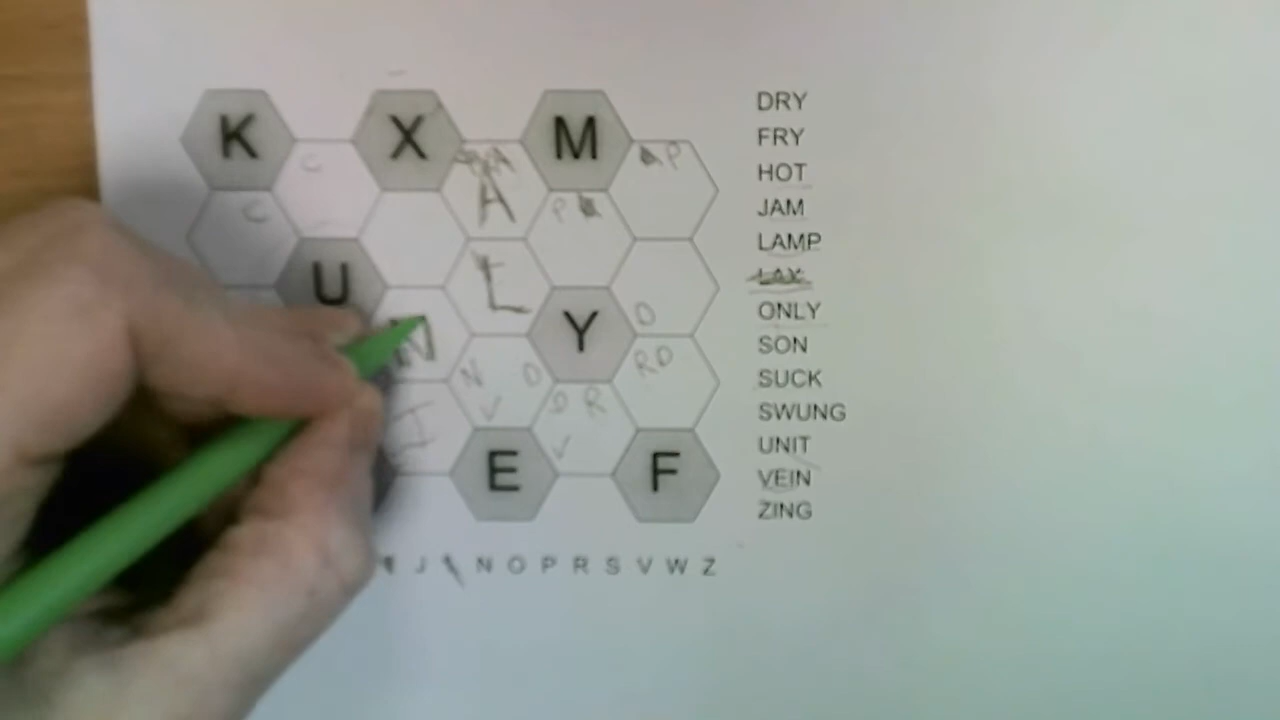 K X M
C A P
C P
U L
Y O
N N O R D
I V O R
E V F
J N O P R S V W Z
DRY
FRY
HOT
JAM
LAMP
LAX
ONLY
SON
SUCK
SWUNG
UNIT
VEIN
ZING